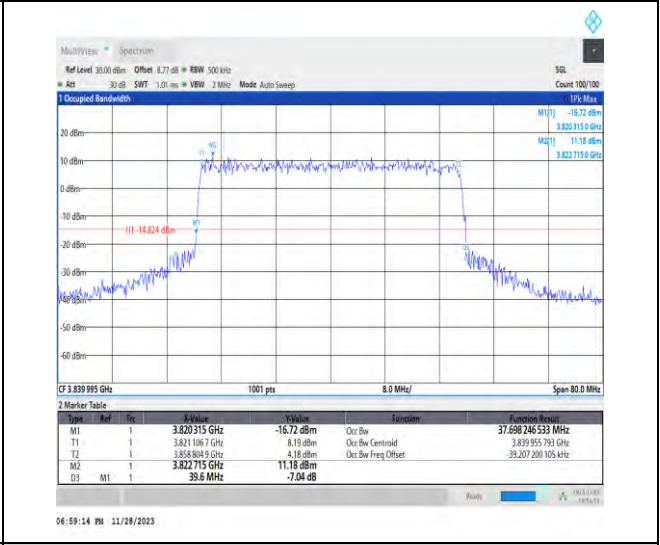 MultiView Spectrum
Ref Level 30.00 dBm Offset 8.77 dB RBW 500 kHz SGL
Att 30 dB SWT 1.01 ms VBW 2 MHz Mode Auto Sweep Count 100/100
1 Occupied Bandwidth 1Pk Max
M1[1] -16.72 dBm
3.820 315 0 GHz
M2[1] 11.18 dBm
3.822 715 0 GHz
20 dBm
M2
10 dBm
0 dBm
-10 dBm
M1
H1 -14.824 dBm
-20 dBm
-30 dBm
-40 dBm
-50 dBm
-60 dBm
CF 3.839 995 GHz 1001 pts 8.0 MHz/ Span 80.0 MHz
2 Marker Table
Type Ref Trc X-Value Y-Value Function Function Result
M1 1 3.820 315 GHz -16.72 dBm Occ Bw 37.698 246 533 MHz
T1 1 3.821 106 7 GHz 8.19 dBm Occ Bw Centroid 3.839 955 793 GHz
T2 1 3.858 804 9 GHz 4.18 dBm Occ Bw Freq Offset -39.207 200 105 kHz
M2 1 3.822 715 GHz 11.18 dBm
D3 M1 1 39.6 MHz -7.04 dB
Ready
06:59:14 PM 11/28/2023